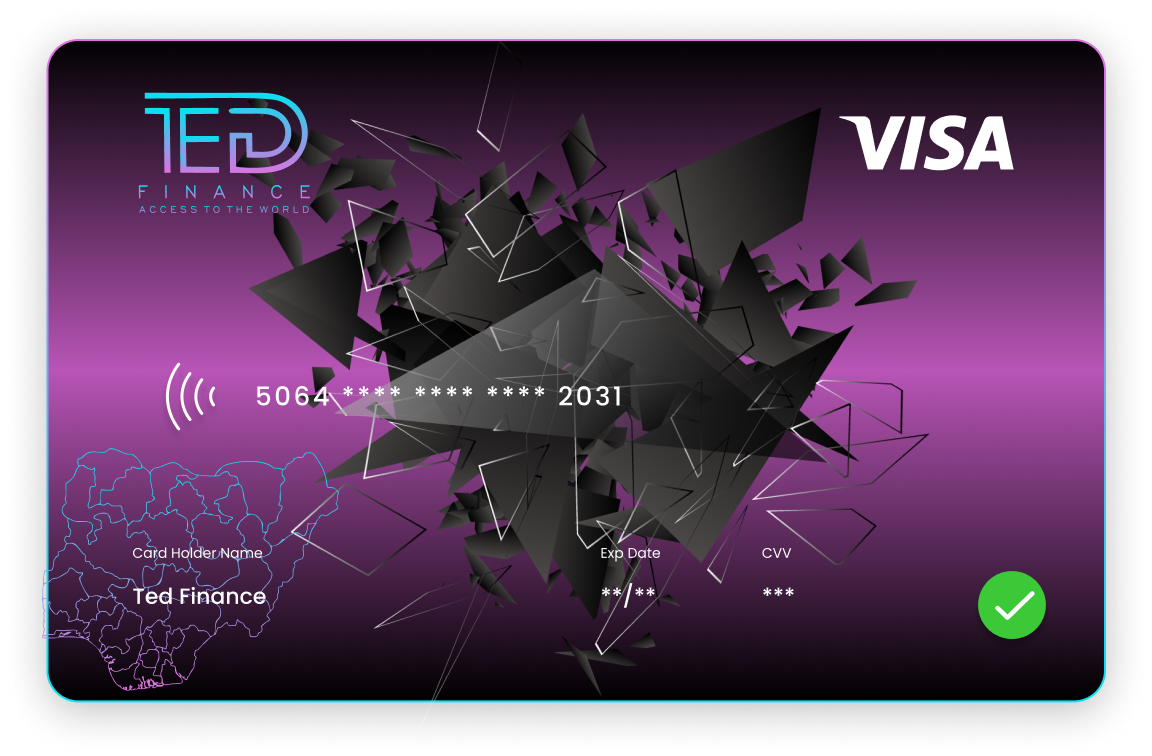 TED
FINANCE
ACCESS TO THE WORLD
VISA
5064 **** **** **** 2031
Card Holder Name
Exp Date
CVV
Ted Finance
**/**
***